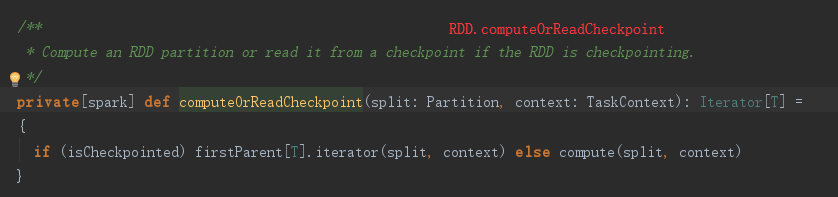 /**
RDD.computeOrReadCheckpoint
* Compute an RDD partition or read it from a checkpoint if the RDD is checkpointing.
*/
private[spark] def computeOrReadCheckpoint(split: Partition, context: TaskContext): Iterator[T] =
{
if (isCheckpointed) firstParent[T].iterator(split, context) else compute(split, context)
}